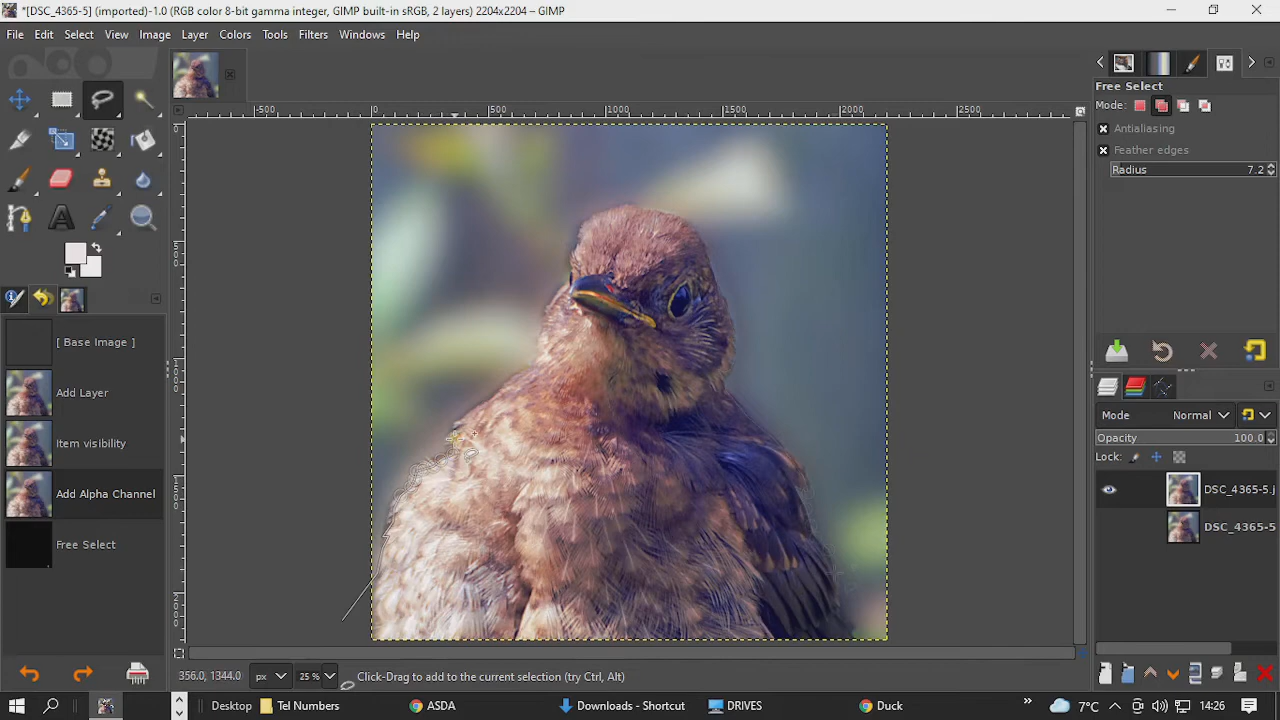 *[DSC_4365-5] (imported)-1.0 (RGB color 8-bit gamma integer, GIMP built-in sRGB, 2 layers) 2204x2204 – GIMP
File Edit Select View Image Layer Colors Tools Filters Windows Help
-500 0 500 1000 1500 2000 2500
0
500
1000
1500
2000
Free Select
Mode:
Antialiasing
Feather edges
Radius 7.2
[ Base Image ]
Add Layer
Item visibility
Add Alpha Channel
Free Select
Mode Normal
Opacity 100.0
Lock:
DSC_4365-5.j
DSC_4365-5
356.0, 1344.0 px 25 % Click-Drag to add to the current selection (try Ctrl, Alt)
Desktop Tel Numbers ASDA Downloads - Shortcut DRIVES Duck » 7°C 14:26